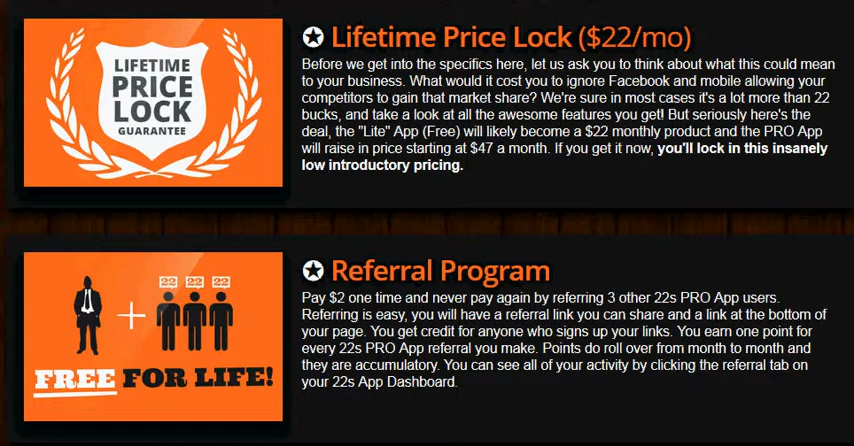 LIFETIME
PRICE
LOCK
GUARANTEE
Lifetime Price Lock ($22/mo)
Before we get into the specifics here, let us ask you to think about what this could mean
to your business. What would it cost you to ignore Facebook and mobile allowing your
competitors to gain that market share? We're sure in most cases it's a lot more than 22
bucks, and take a look at all the awesome features you get! But seriously here's the
deal, the "Lite" App (Free) will likely become a $22 monthly product and the PRO App
will raise in price starting at $47 a month. If you get it now, you'll lock in this insanely
low introductory pricing.
22 22 22
+
FREE FOR LIFE!
Referral Program
Pay $2 one time and never pay again by referring 3 other 22s PRO App users.
Referring is easy, you will have a referral link you can share and a link at the bottom of
your page. You get credit for anyone who signs up your links. You earn one point for
every 22s PRO App referral you make. Points do roll over from month to month and
they are accumulatory. You can see all of your activity by clicking the referral tab on
your 22s App Dashboard.